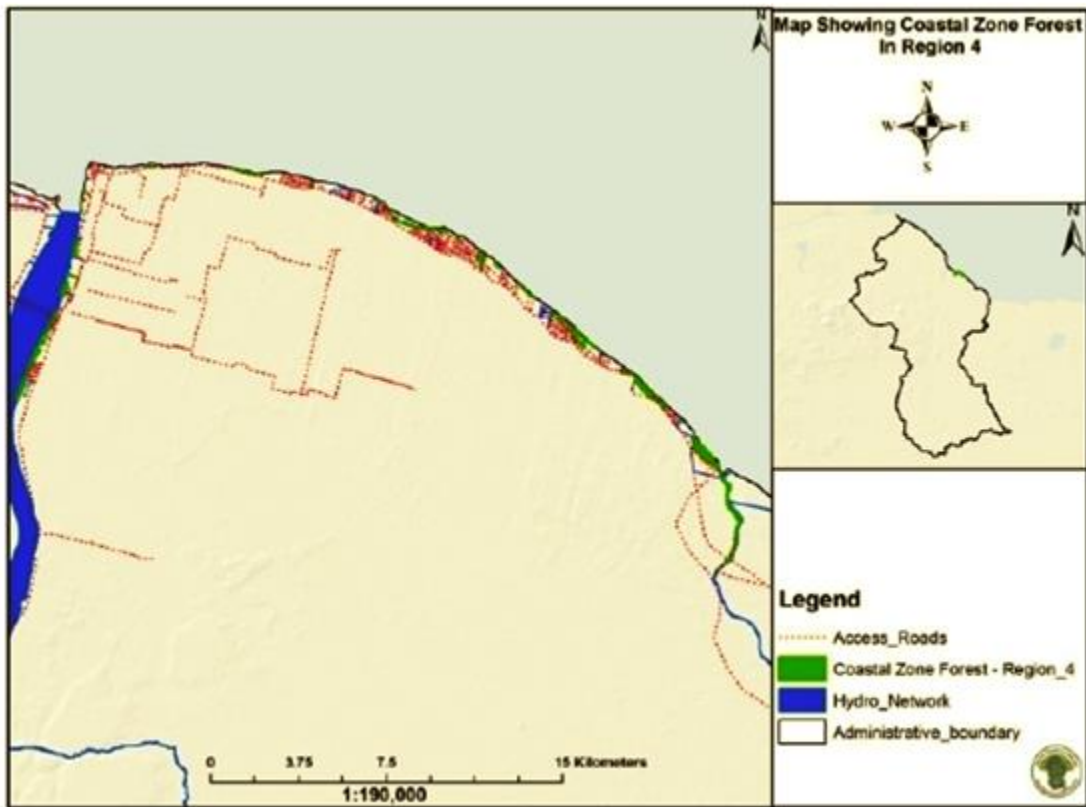 N
Map Showing Coastal Zone Forest
In Region 4
N
W E
S
N
Legend
Access_Roads
Coastal Zone Forest - Region_4
Hydro_Network
Administrative_boundary
0 3.75 7.5 15 Kilometers
1:190,000